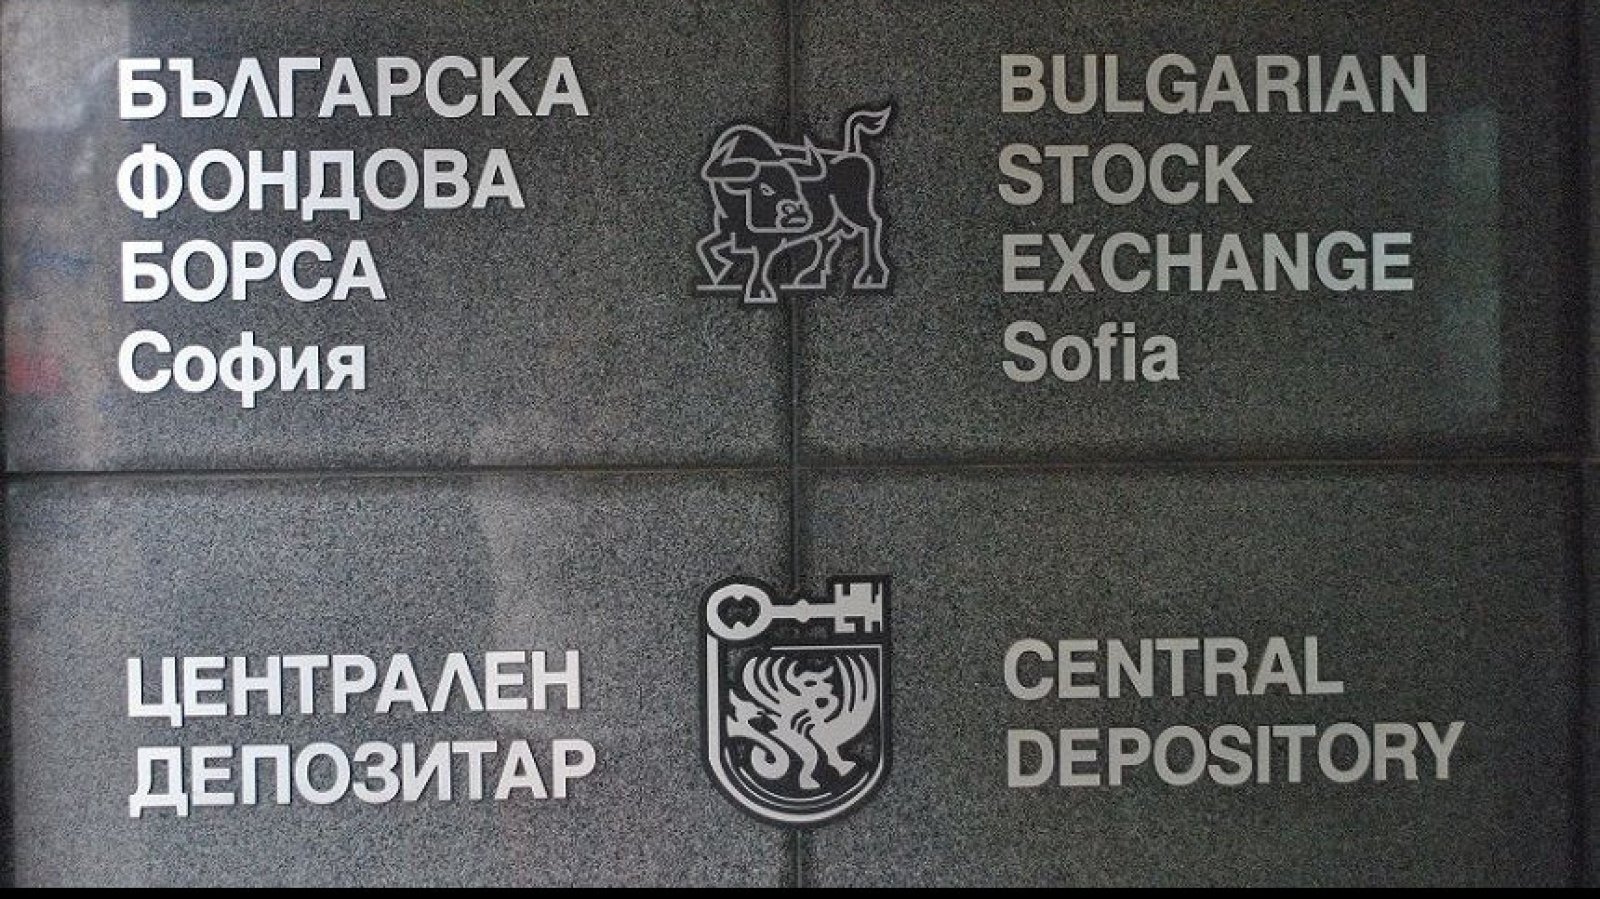 БЪЛГАРСКА
ФОНДОВА
БОРСА
София
BULGARIAN
STOCK
EXCHANGE
Sofia
ЦЕНТРАЛЕН
ДЕПОЗИТАР
CENTRAL
DEPOSITORY